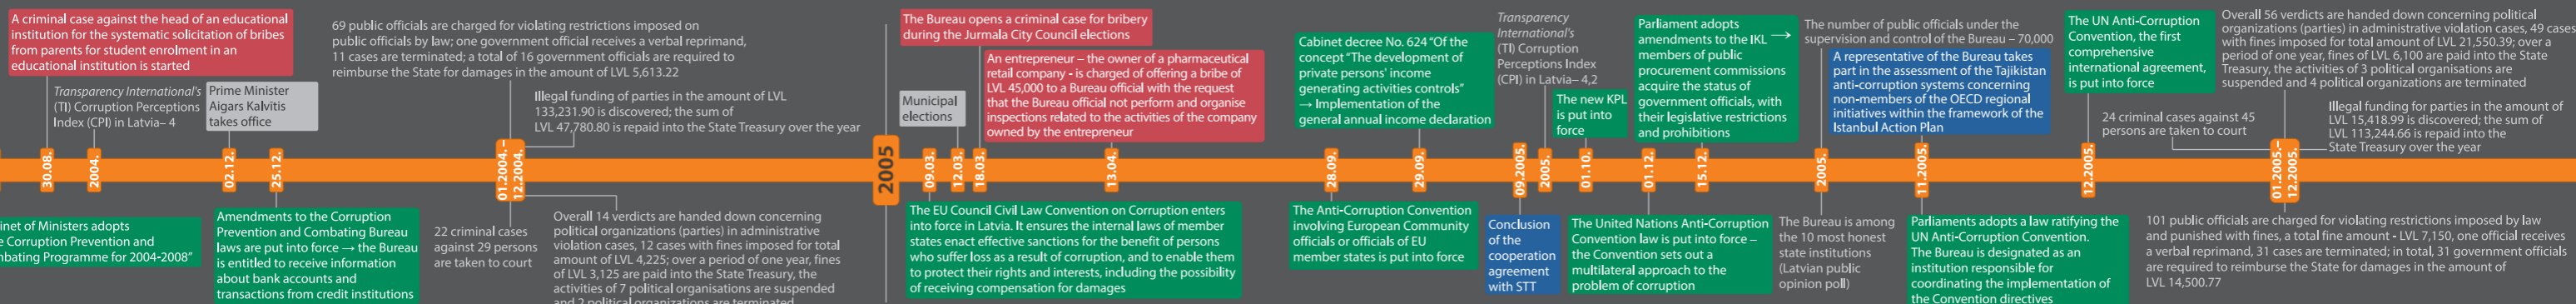 A criminal case against the head of an educational
institution for the systematic solicitation of bribes
from parents for student enrolment in an
educational institution is started
Transparency International's
(TI) Corruption Perceptions
Index (CPI) in Latvia– 4
Prime Minister
Aigars Kalvitis
takes office
69 public officials are charged for violating restrictions imposed on
public officials by law; one government official receives a verbal reprimand,
11 cases are terminated; a total of 16 government officials are required to
reimburse the State for damages in the amount of LVL 5,613.22
Illegal funding of parties in the amount of LVL
133,231.90 is discovered; the sum of
LVL 47,780.80 is repaid into the State Treasury over the year
30.08.
2004.
02.12.
25.12.
01.2004.–
12.2004.
inet of Ministers adopts
e Corruption Prevention and
mbating Programme for 2004-2008"
Amendments to the Corruption
Prevention and Combating Bureau
laws are put into force → the Bureau
is entitled to receive information
about bank accounts and
transactions from credit institutions
22 criminal cases
against 29 persons
are taken to court
Overall 14 verdicts are handed down concerning
political organizations (parties) in administrative
violation cases, 12 cases with fines imposed for total
amount of LVL 4,225; over a period of one year, fines
of LVL 3,125 are paid into the State Treasury, the
activities of 7 political organisations are suspended
and 2 political organizations are terminated
2005
The Bureau opens a criminal case for bribery
during the Jurmala City Council elections
Municipal
elections
An entrepreneur – the owner of a pharmaceutical
retail company - is charged of offering a bribe of
LVL 45,000 to a Bureau official with the request
that the Bureau official not perform and organise
inspections related to the activities of the company
owned by the entrepreneur
09.03.
12.03.
18.03.
13.04.
The EU Council Civil Law Convention on Corruption enters
into force in Latvia. It ensures the internal laws of member
states enact effective sanctions for the benefit of persons
who suffer loss as a result of corruption, and to enable them
to protect their rights and interests, including the possibility
of receiving compensation for damages
Cabinet decree No. 624 "Of the
concept "The development of
private persons' income
generating activities controls"
→ Implementation of the
general annual income declaration
Transparency
International's
(TI) Corruption
Perceptions Index
(CPI) in Latvia– 4,2
The new KPL
is put into
force
Parliament adopts
amendments to the IKL →
members of public
procurement commissions
acquire the status of
government officials, with
their legislative restrictions
and prohibitions
The number of public officials under the
supervision and control of the Bureau – 70,000
A representative of the Bureau takes
part in the assessment of the Tajikistan
anti-corruption systems concerning
non-members of the OECD regional
initiatives within the framework of the
Istanbul Action Plan
28.09.
29.09.
09.2005.
2005.
01.10.
01.12.
15.12.
2005.
11.2005.
The Anti-Corruption Convention
involving European Community
officials or officials of EU
member states is put into force
Conclusion
of the
cooperation
agreement
with STT
The United Nations Anti-Corruption
Convention law is put into force –
the Convention sets out a
multilateral approach to the
problem of corruption
The Bureau is among
the 10 most honest
state institutions
(Latvian public
opinion poll)
Parliaments adopts a law ratifying the
UN Anti-Corruption Convention.
The Bureau is designated as an
institution responsible for
coordinating the implementation of
the Convention directives
The UN Anti-Corruption
Convention, the first
comprehensive
international agreement,
is put into force
24 criminal cases against 45
persons are taken to court
Overall 56 verdicts are handed down concerning political
organizations (parties) in administrative violation cases, 49 cases
with fines imposed for total amount of LVL 21,550.39; over a
period of one year, fines of LVL 6,100 are paid into the State
Treasury, the activities of 3 political organisations are
suspended and 4 political organizations are terminated
Illegal funding for parties in the amount of
LVL 15,418.99 is discovered; the sum of
LVL 113,244.66 is repaid into the
State Treasury over the year
12.2005.
01.2005.–
12.2005.
101 public officials are charged for violating restrictions imposed by law
and punished with fines, a total fine amount - LVL 7,150, one official receives
a verbal reprimand, 31 cases are terminated; in total, 31 government officials
are required to reimburse the State for damages in the amount of
LVL 14,500.77